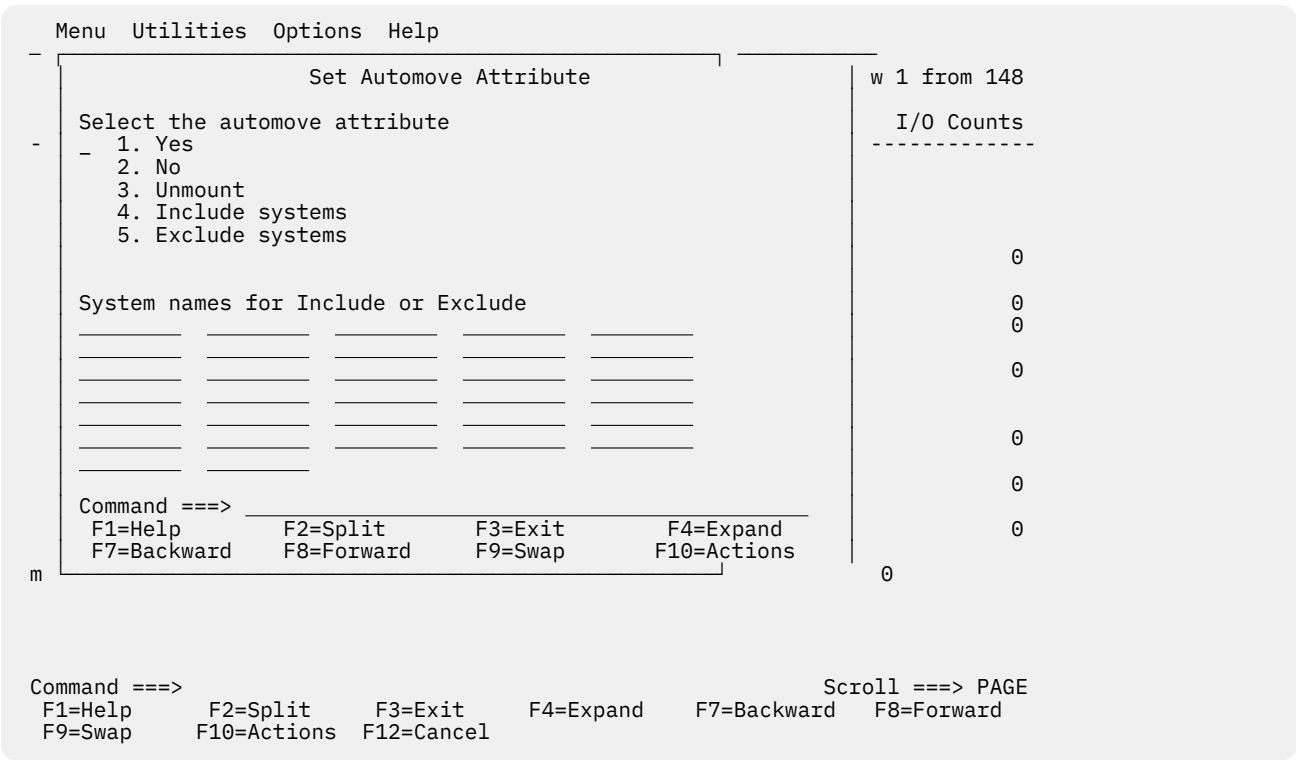 Menu  Utilities  Options  Help
Set Automove Attribute w 1 from 148
Select the automove attribute I/O Counts
- _ 1. Yes -------------
2. No
3. Unmount
4. Include systems
5. Exclude systems
0
System names for Include or Exclude 0
0
0
0
0
Command ===>
F1=Help F2=Split F3=Exit F4=Expand 0
F7=Backward F8=Forward F9=Swap F10=Actions
m 0
Command ===> Scroll ===> PAGE
F1=Help F2=Split F3=Exit F4=Expand F7=Backward F8=Forward
F9=Swap F10=Actions F12=Cancel